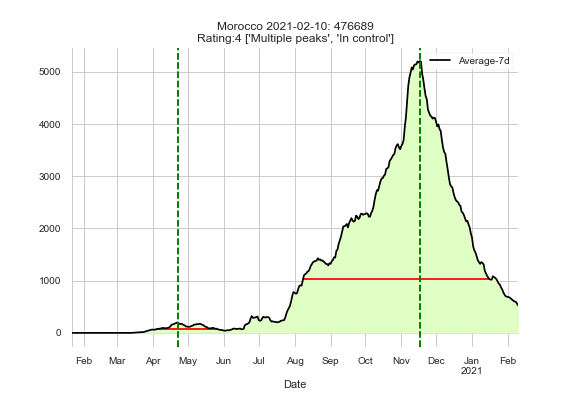 Morocco 2021-02-10: 476689
Rating:4 ['Multiple peaks', 'In control']
Average-7d
5000
4000
3000
2000
1000
0
Feb Mar Apr May Jun Jul Aug Sep Oct Nov Dec Jan Feb
2021
Date